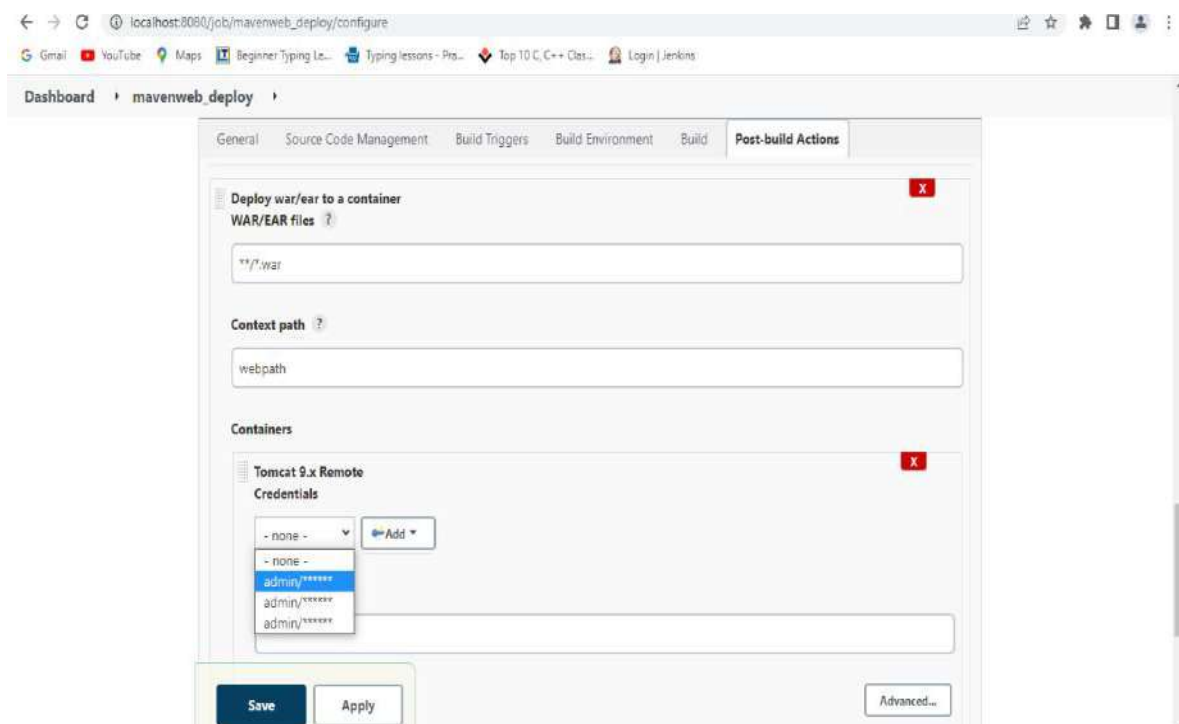 localhost:8080/job/mavenweb_deploy/configure
Gmail YouTube Maps Beginner Typing Le... Typing lessons - Pra... Top 10 C, C++ Clas... Login | Jenkins
Dashboard mavenweb_deploy
General Source Code Management Build Triggers Build Environment Build Post-build Actions
X
Deploy war/ear to a container
WAR/EAR files ?
**/*.war
Context path ?
webpath
Containers
X
Tomcat 9.x Remote
Credentials
- none - Add
- none -
admin/******
admin/******
admin/******
Save Apply Advanced...